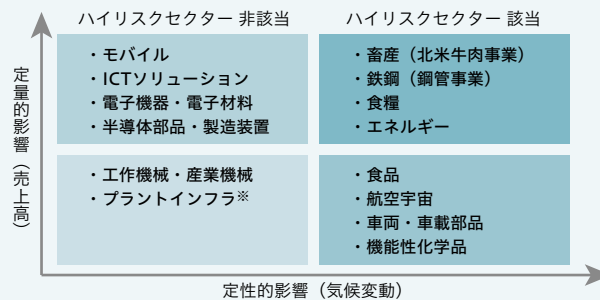 ハイリスクセクター 非該当
ハイリスクセクター 該当
定量的影響（売上高）
・モバイル
・ICTソリューション
・電子機器・電子材料
・半導体部品・製造装置
・畜産（北米牛肉事業）
・鉄鋼（鋼管事業）
・食糧
・エネルギー
・工作機械・産業機械
・プラントインフラ※
・食品
・航空宇宙
・車両・車載部品
・機能性化学品
定性的影響（気候変動）